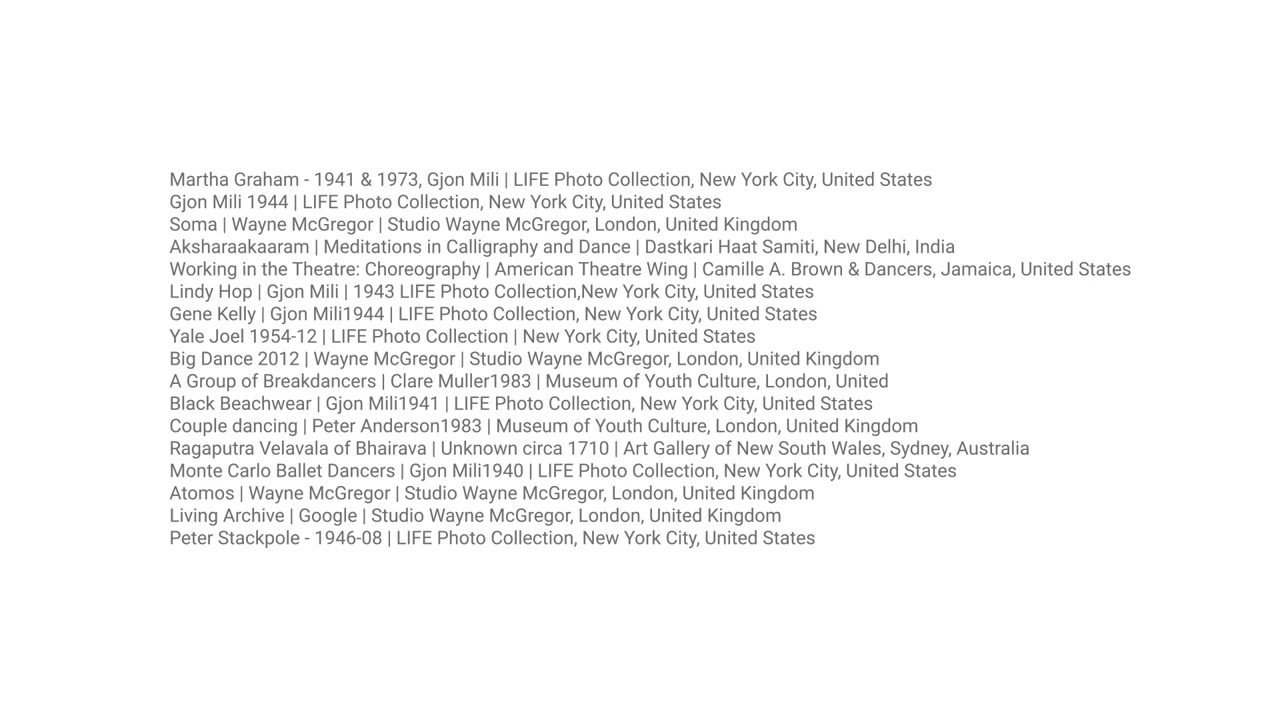 Martha Graham - 1941 & 1973, Gjon Mili | LIFE Photo Collection, New York City, United States
Gjon Mili 1944 | LIFE Photo Collection, New York City, United States
Soma | Wayne McGregor | Studio Wayne McGregor, London, United Kingdom
Aksharaakaaram | Meditations in Calligraphy and Dance | Dastkari Haat Samiti, New Delhi, India
Working in the Theatre: Choreography | American Theatre Wing | Camille A. Brown & Dancers, Jamaica, United States
Lindy Hop | Gjon Mili | 1943 LIFE Photo Collection,New York City, United States
Gene Kelly | Gjon Mili1944 | LIFE Photo Collection, New York City, United States
Yale Joel 1954-12 | LIFE Photo Collection | New York City, United States
Big Dance 2012 | Wayne McGregor | Studio Wayne McGregor, London, United Kingdom
A Group of Breakdancers | Clare Muller1983 | Museum of Youth Culture, London, United
Black Beachwear | Gjon Mili1941 | LIFE Photo Collection, New York City, United States
Couple dancing | Peter Anderson1983 | Museum of Youth Culture, London, United Kingdom
Ragaputra Velavala of Bhairava | Unknown circa 1710 | Art Gallery of New South Wales, Sydney, Australia
Monte Carlo Ballet Dancers | Gjon Mili1940 | LIFE Photo Collection, New York City, United States
Atomos | Wayne McGregor | Studio Wayne McGregor, London, United Kingdom
Living Archive | Google | Studio Wayne McGregor, London, United Kingdom
Peter Stackpole - 1946-08 | LIFE Photo Collection, New York City, United States